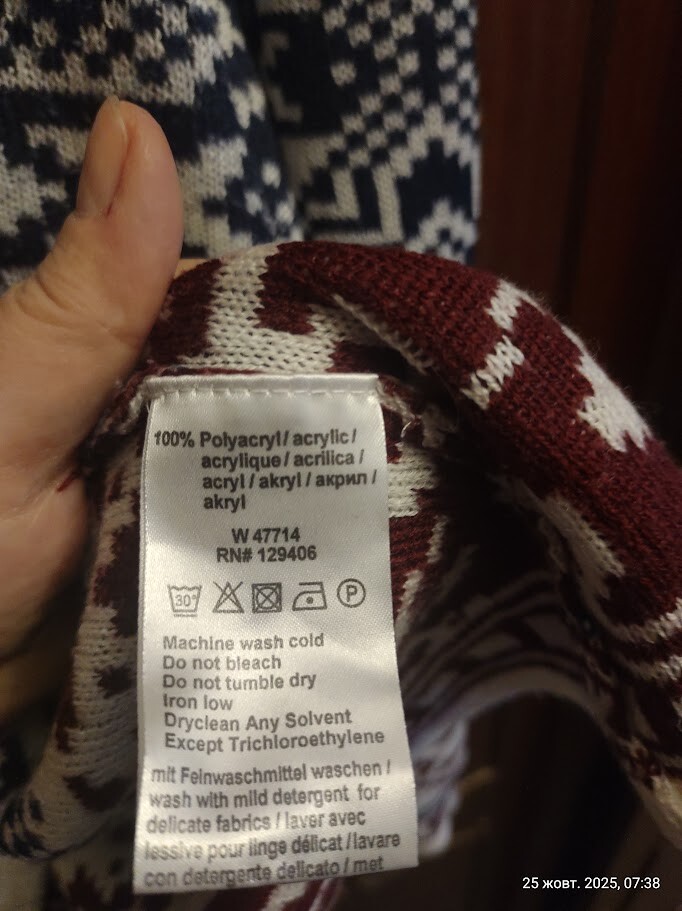 100% Polyacryl / acrylic /
acrylique / acrilica /
acryl / akryl / акрил /
akryl
W 47714
RN# 129406
30°
P
Machine wash cold
Do not bleach
Do not tumble dry
Iron low
Dryclean Any Solvent
Except Trichloroethylene
mit Feinwaschmittel waschen /
wash with mild detergent for
delicate fabrics / laver avec
lessive pour linge délicat / lavare
con detergente delicato / met
25 жовт. 2025, 07:38